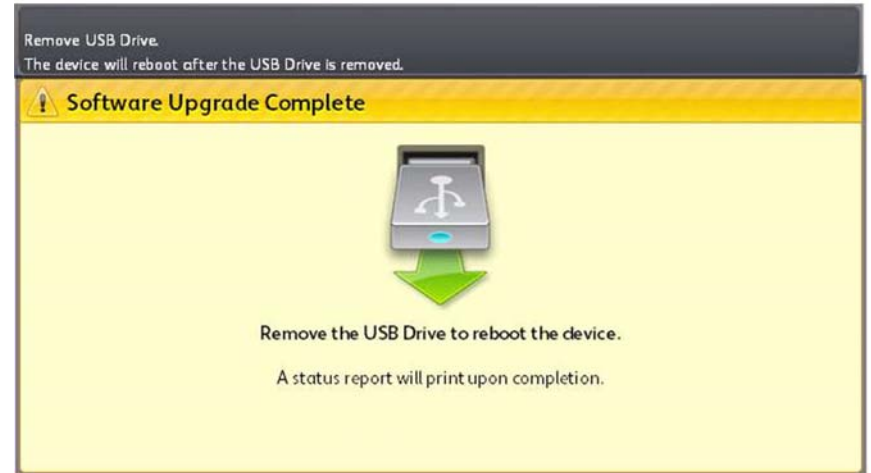 Remove USB Drive.
The device will reboot after the USB Drive is removed.
Software Upgrade Complete
Remove the USB Drive to reboot the device.
A status report will print upon completion.